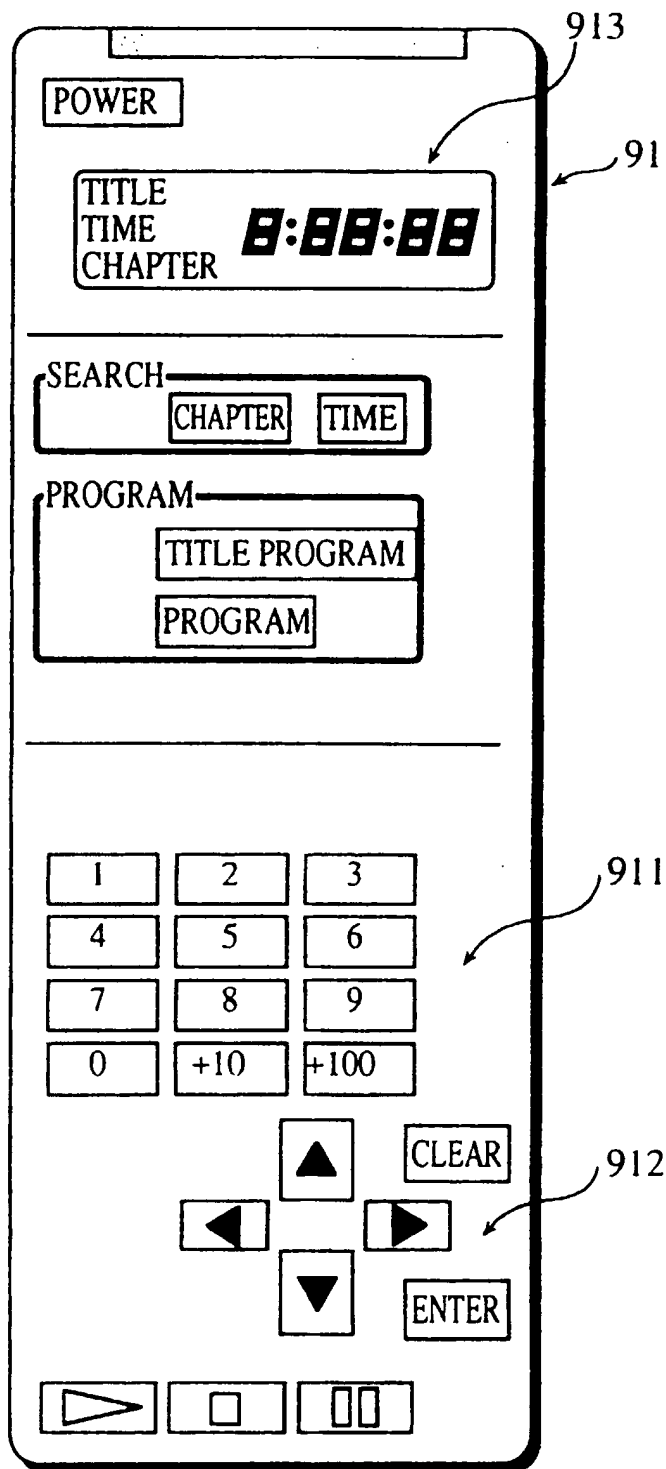 913
POWER
91
TITLE
TIME
CHAPTER
8:88:88
SEARCH
CHAPTER TIME
PROGRAM
TITLE PROGRAM
PROGRAM
911
1 2 3
4 5 6
7 8 9
0 +10 +100
CLEAR
912
ENTER